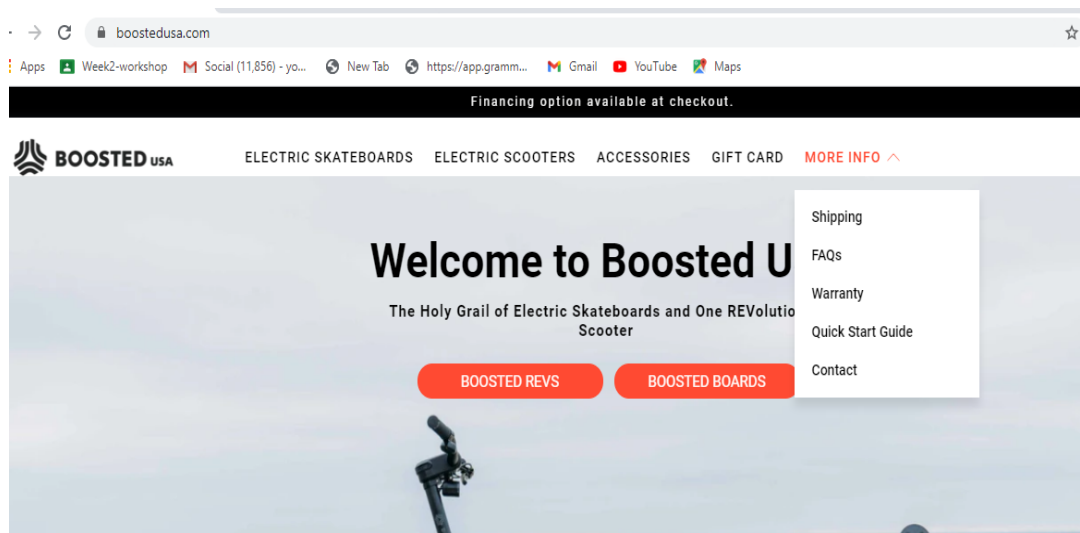 boostedusa.com
Apps Week2-workshop Social (11,856) - yo... New Tab https://app.gramm... Gmail YouTube Maps
Financing option available at checkout.
BOOSTED USA ELECTRIC SKATEBOARDS ELECTRIC SCOOTERS ACCESSORIES GIFT CARD MORE INFO
Shipping
FAQs
Warranty
Quick Start Guide
Contact
Welcome to Boosted U
The Holy Grail of Electric Skateboards and One REVolutio
Scooter
BOOSTED REVS BOOSTED BOARDS